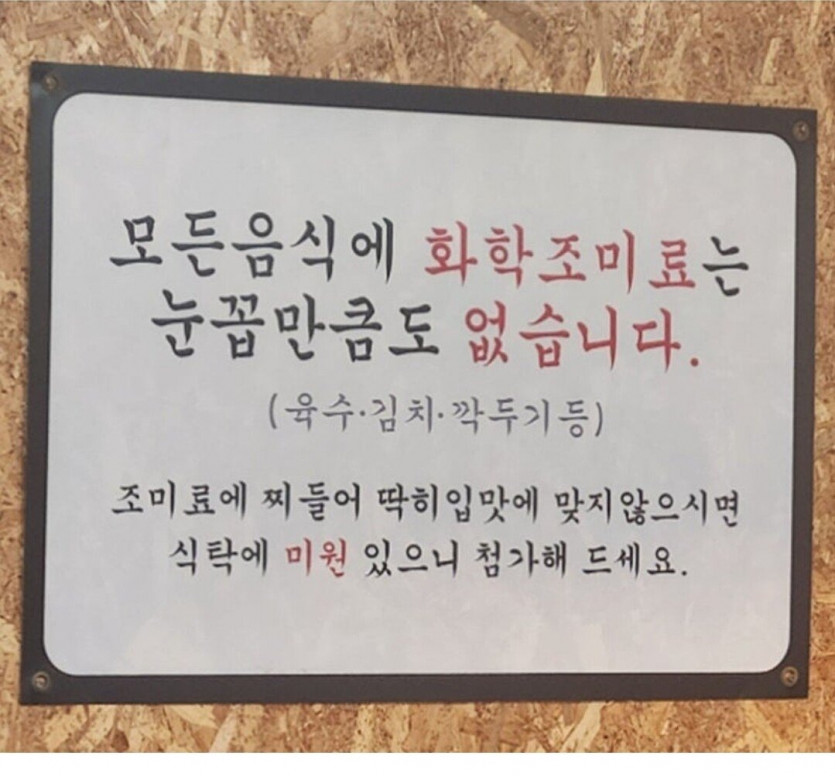 모든음식에 화학조미료는
눈꼽만큼도 없습니다.
(육수·김치·깍두기등)
조미료에 찌들어 딱히입맛에 맞지않으시면
식탁에 미원 있으니 첨가해 드세요.